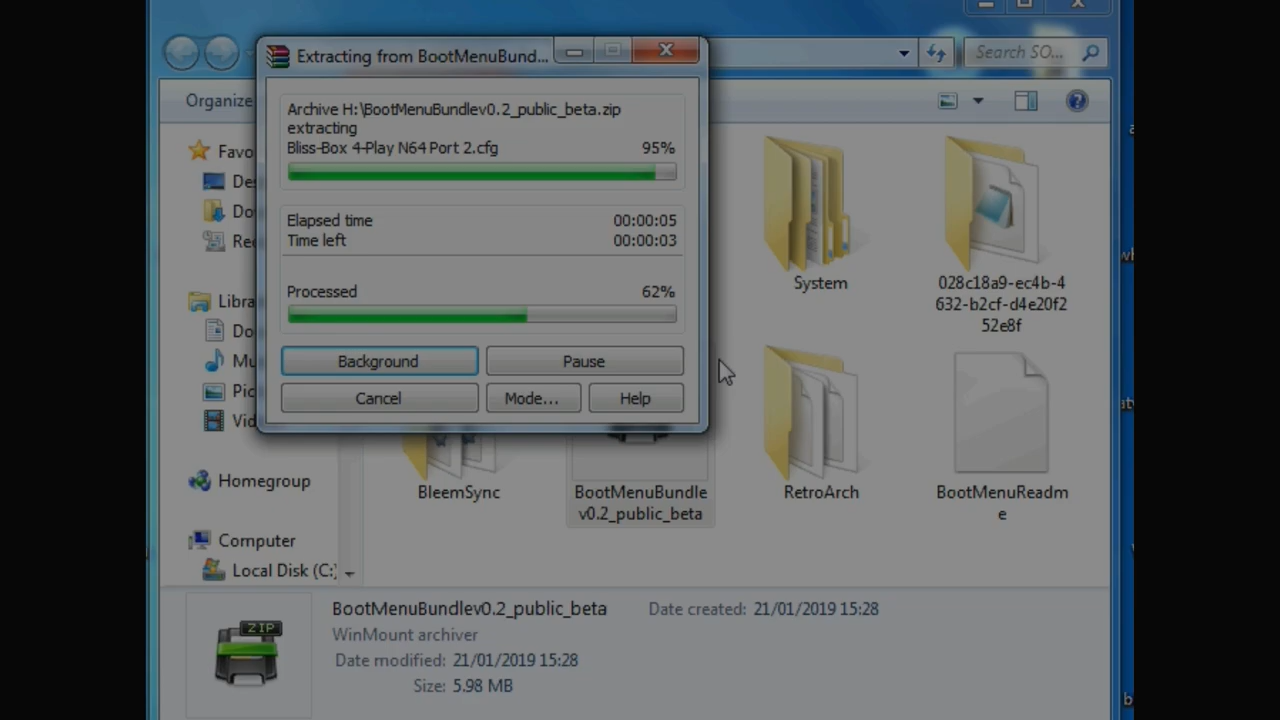 Extracting from BootMenuBund...
Search SO...
Organize
Archive H:\BootMenuBundlev0.2_public_beta.zip
extracting
Bliss-Box 4-Play N64 Port 2.cfg 95%
Elapsed time 00:00:05
Time left 00:00:03
Processed 62%
Background Pause
Cancel Mode... Help
Favo
De
Do
Rec
Libra
Do
Mu
Pic
Vid
Homegroup
Computer
Local Disk (C:)
System
028c18a9-ec4b-4
632-b2cf-d4e20f2
52e8f
BleemSync
BootMenuBundle
v0.2_public_beta
RetroArch
BootMenuReadm
e
ZIP
BootMenuBundlev0.2_public_beta Date created: 21/01/2019 15:28
WinMount archiver
Date modified: 21/01/2019 15:28
Size: 5.98 MB